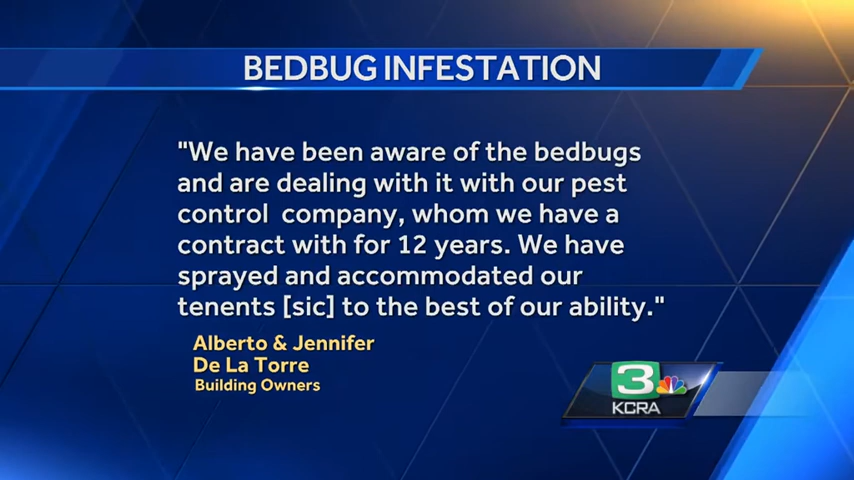 BEDBUG INFESTATION
"We have been aware of the bedbugs
and are dealing with it with our pest
control  company, whom we have a
contract with for 12 years. We have
sprayed and accommodated our
tenents [sic] to the best of our ability."
Alberto & Jennifer
De La Torre
Building Owners
3
KCRA